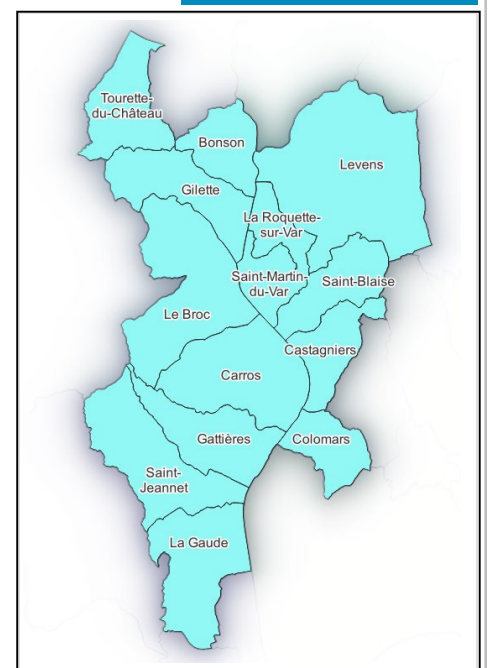 Tourette-
du-Château
Bonson
Levens
Gilette
La Roquette-
sur-Var
Saint-Martin-
du-Var
Saint-Blaise
Le Broc
Castagniers
Carros
Gattières
Colomars
Saint-
Jeannet
La Gaude